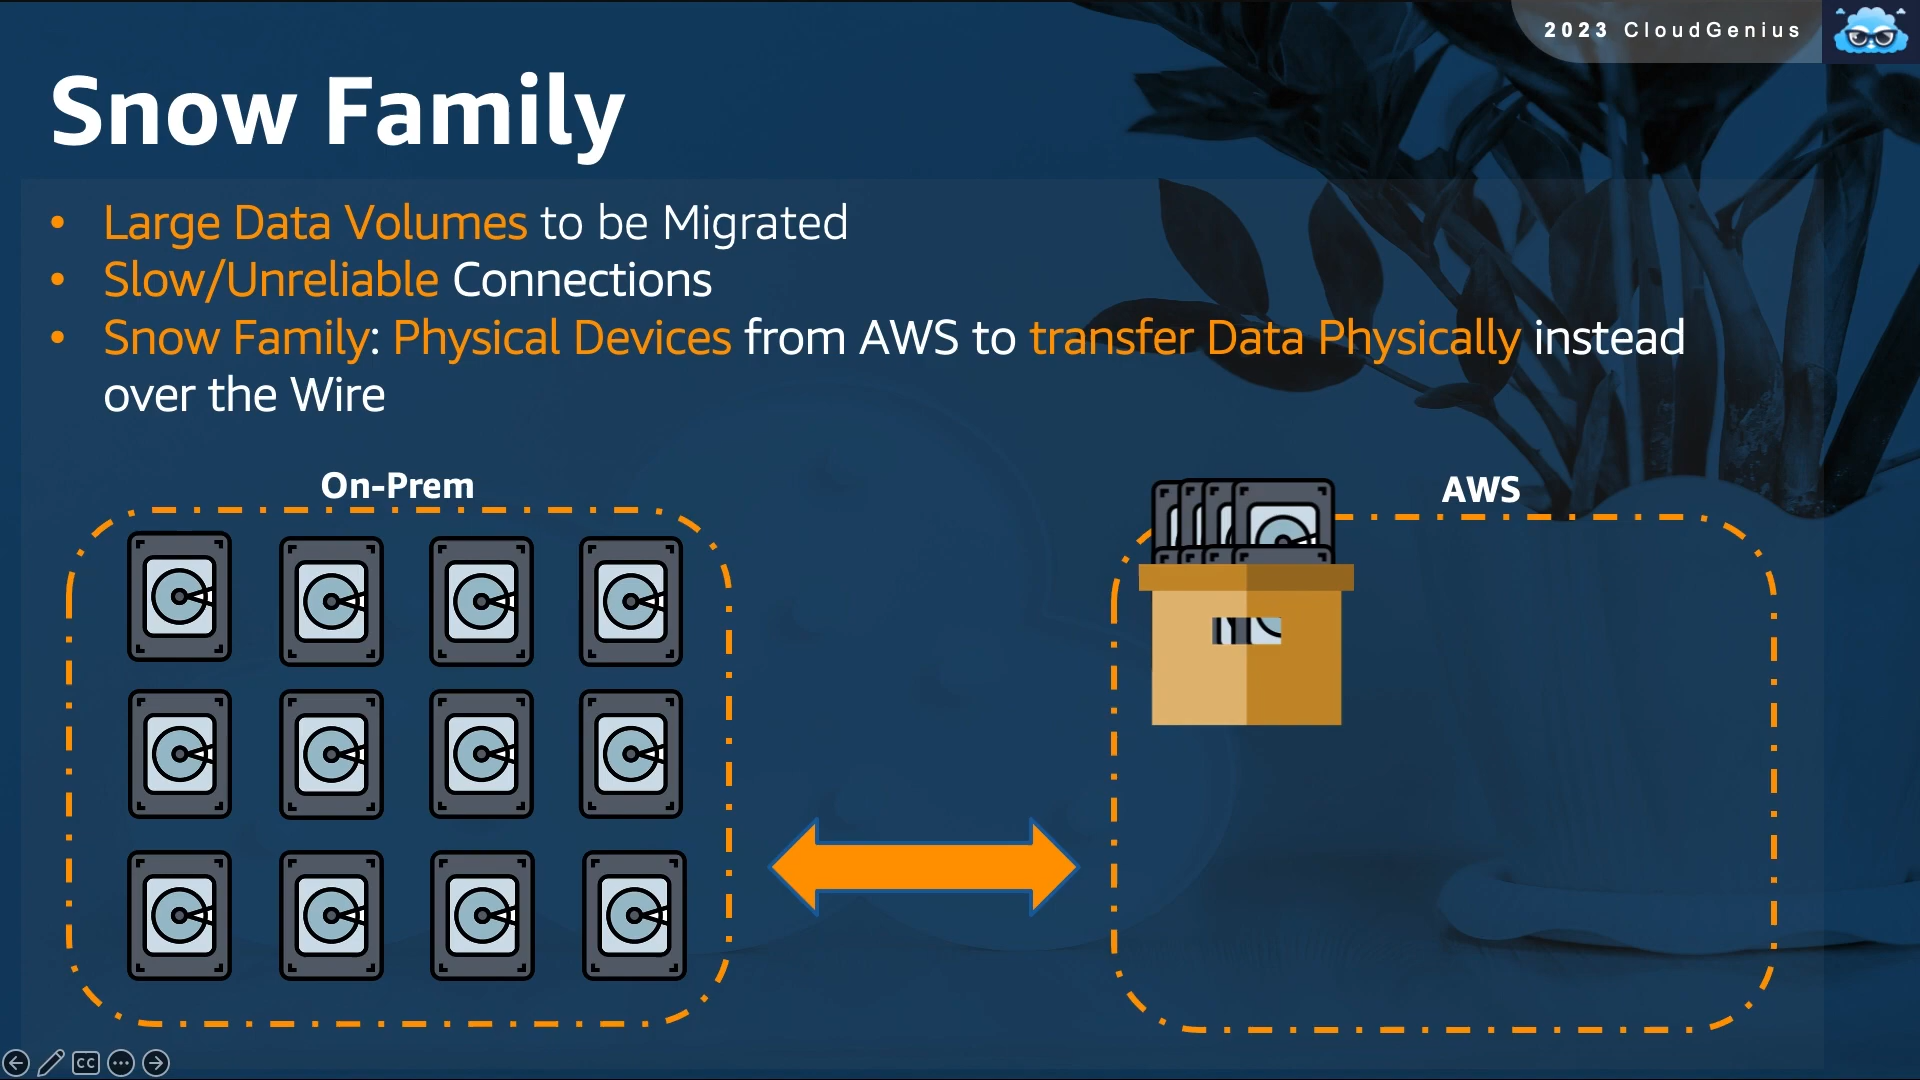 2023 CloudGenius
Snow Family
• Large Data Volumes to be Migrated
• Slow/Unreliable Connections
• Snow Family: Physical Devices from AWS to transfer Data Physically instead
over the Wire
On-Prem
AWS
CC